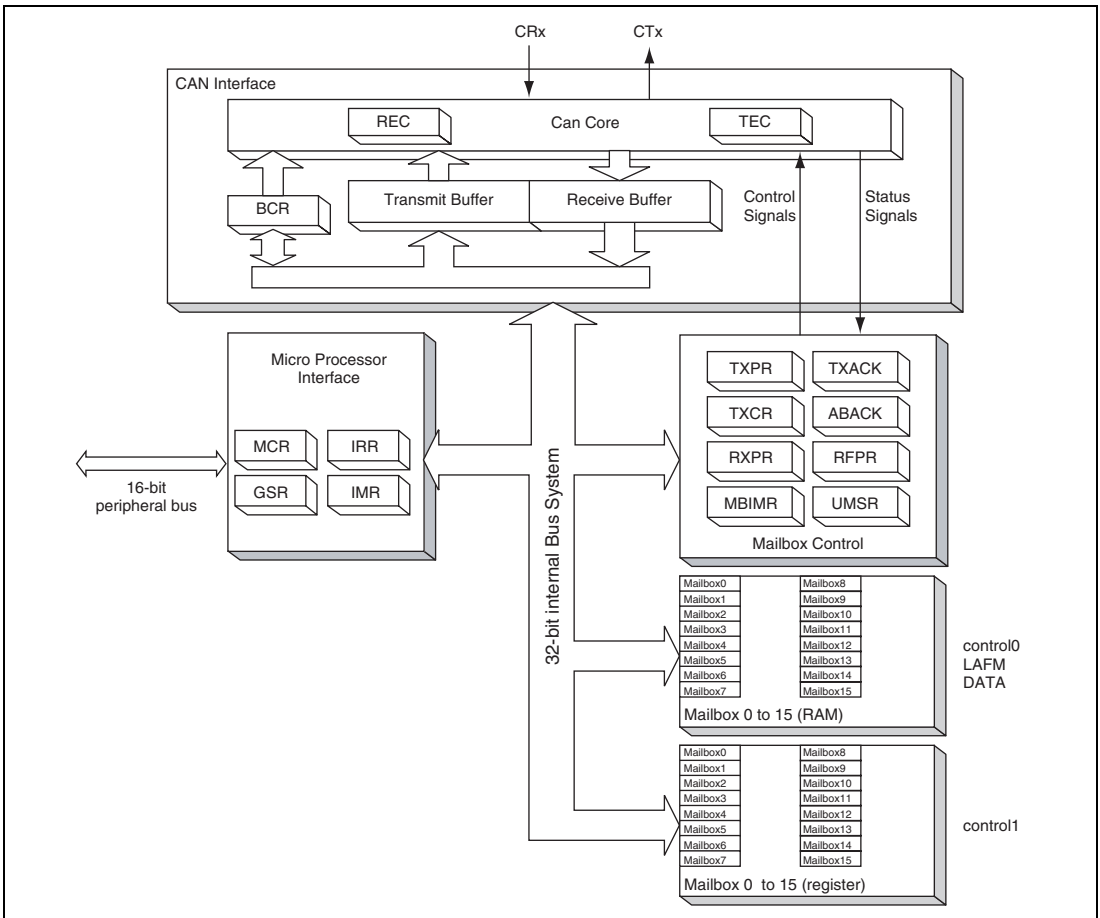 CRx
CTx
CAN Interface
REC
Can Core
TEC
BCR
Transmit Buffer
Receive Buffer
Control
Signals
Status
Signals
Micro Processor
Interface
MCR
IRR
GSR
IMR
16-bit
peripheral bus
32-bit internal Bus System
TXPR
TXACK
TXCR
ABACK
RXPR
RFPR
MBIMR
UMSR
Mailbox Control
Mailbox0
Mailbox1
Mailbox2
Mailbox3
Mailbox4
Mailbox5
Mailbox6
Mailbox7
Mailbox8
Mailbox9
Mailbox10
Mailbox11
Mailbox12
Mailbox13
Mailbox14
Mailbox15
Mailbox 0 to 15 (RAM)
control0
LAFM
DATA
Mailbox0
Mailbox1
Mailbox2
Mailbox3
Mailbox4
Mailbox5
Mailbox6
Mailbox7
Mailbox8
Mailbox9
Mailbox10
Mailbox11
Mailbox12
Mailbox13
Mailbox14
Mailbox15
Mailbox 0 to 15 (register)
control1